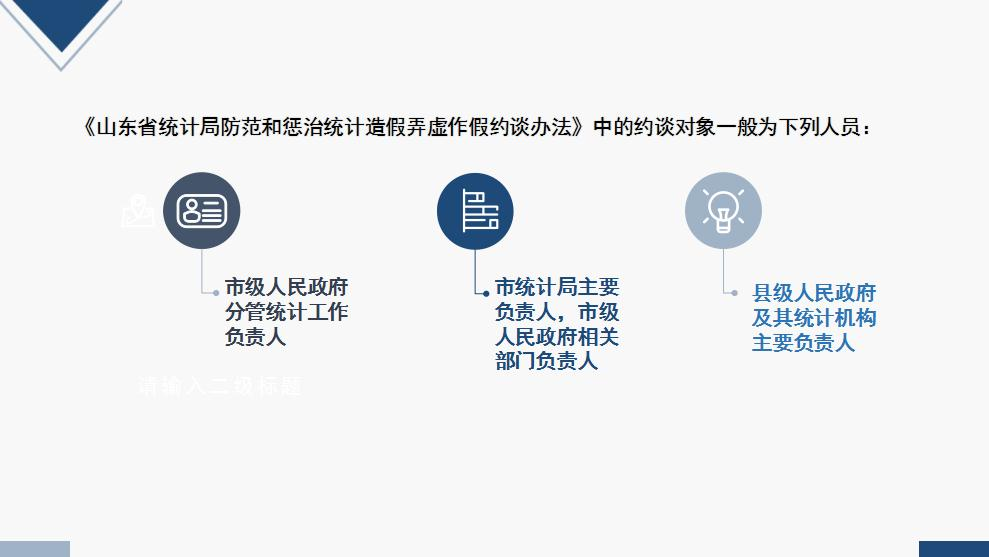 《山东省统计局防范和惩治统计造假弄虚作假约谈办法》中的约谈对象一般为下列人员：
市级人民政府
分管统计工作
负责人
市统计局主要
负责人，市级
人民政府相关
部门负责人
县级人民政府
及其统计机构
主要负责人
请输入二级标题